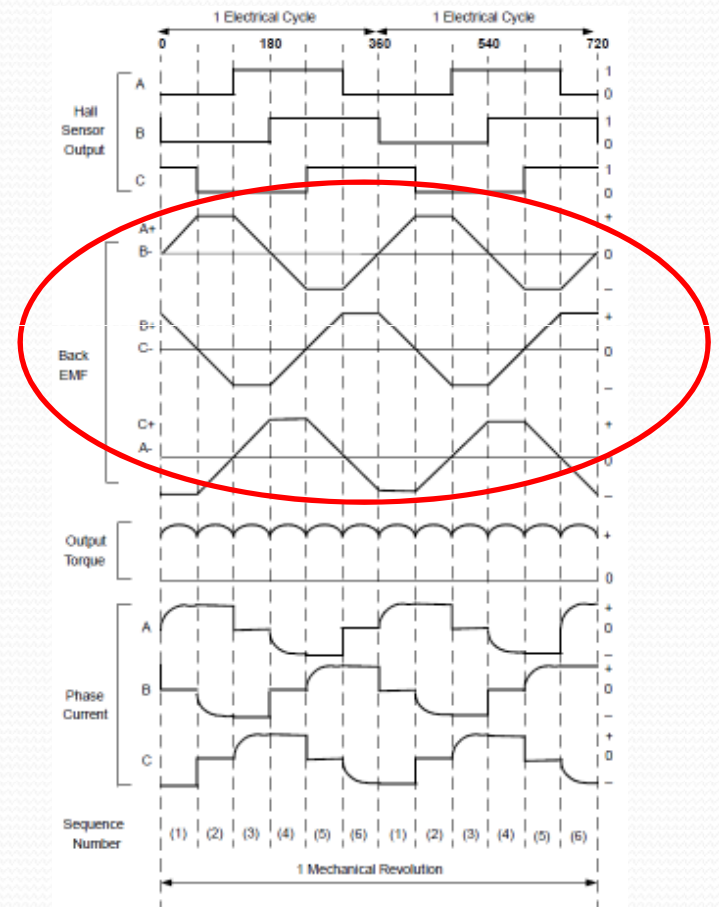 1 Electrical Cycle 1 Electrical Cycle
0 180 360 540 720
A 1
0
Hall
Sensor
Output
B 1
0
C 1
0
A+ +
B- 0
–
B+ +
C- 0
Back
EMF
–
C+ +
A- 0
–
Output
Torque
+
0
A +
0
–
Phase
Current
B +
0
–
C +
0
–
Sequence
Number
(1) (2) (3) (4) (5) (6) (1) (2) (3) (4) (5) (6)
1 Mechanical Revolution